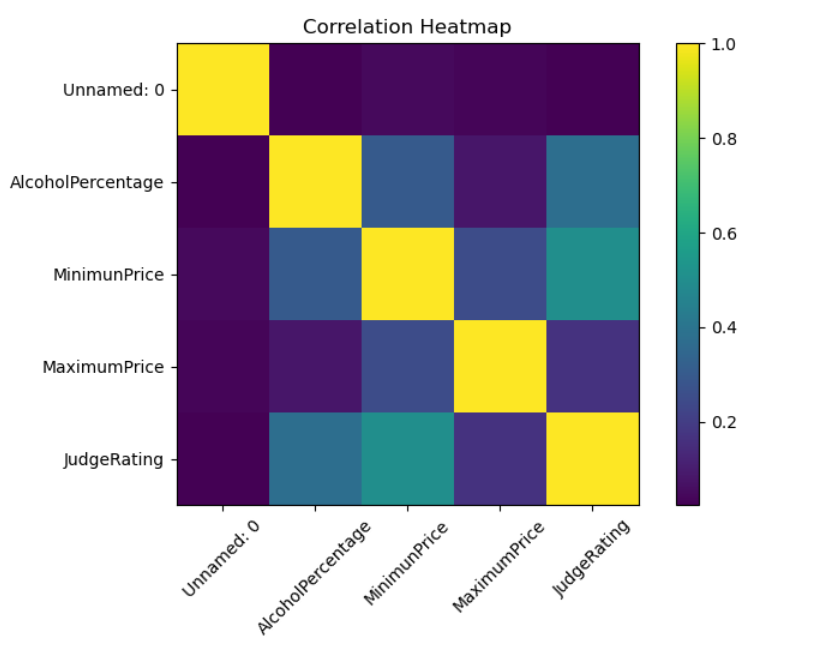 Correlation Heatmap
Unnamed: 0
AlcoholPercentage
MinimunPrice
MaximumPrice
JudgeRating
Unnamed: 0
AlcoholPercentage
MinimunPrice
MaximumPrice
JudgeRating
1.0
0.8
0.6
0.4
0.2